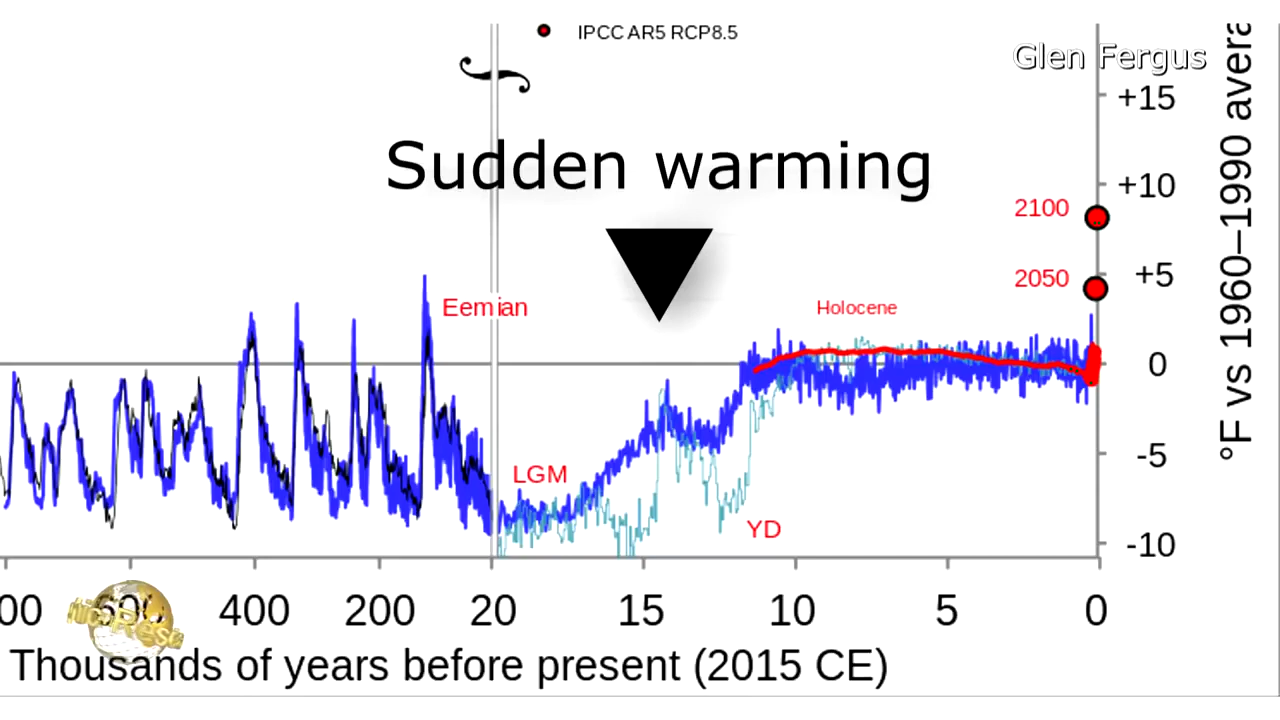 IPCC AR5 RCP8.5
Glen Fergus
+15
Sudden warming
+10
2100
+5
2050
Eemian
Holocene
0
-5
LGM
YD
-10
°F vs 1960–1990
400 200 20 15 10 5 0
Thousands of years before present (2015 CE)